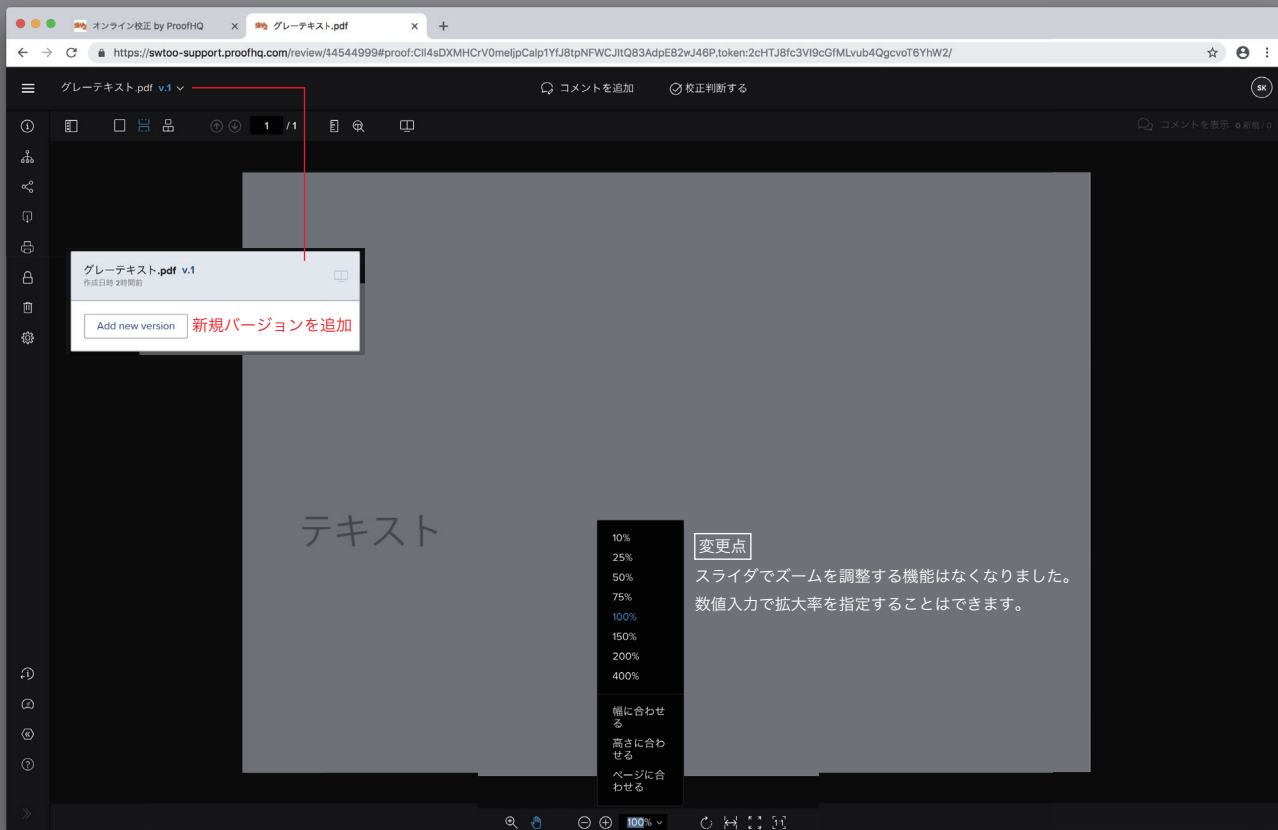 オンライン校正 by ProofHQ
グレーテキスト.pdf
https://swtoo-support.proofhq.com/review/44544999#proof:CIl4sDXMHCrV0meljpCalp1YfJ8tpNFWCJltQ83AdpE82wJ46P,token:2cHTJ8fc3VI9cGfMLvub4QgcvoT6YhW2/
グレーテキスト.pdf v.1
コメントを追加
校正判断する
SK
1 /1
コメントを表示 0 新規 / 0
グレーテキスト.pdf v.1
作成日時 2時間前
Add new version 新規バージョンを追加
テキスト
10%
25%
50%
75%
100%
150%
200%
400%
幅に合わせ
る
高さに合わ
せる
ページに合
わせる
変更点
スライダでズームを調整する機能はなくなりました。
数値入力で拡大率を指定することはできます。
100%
1:1